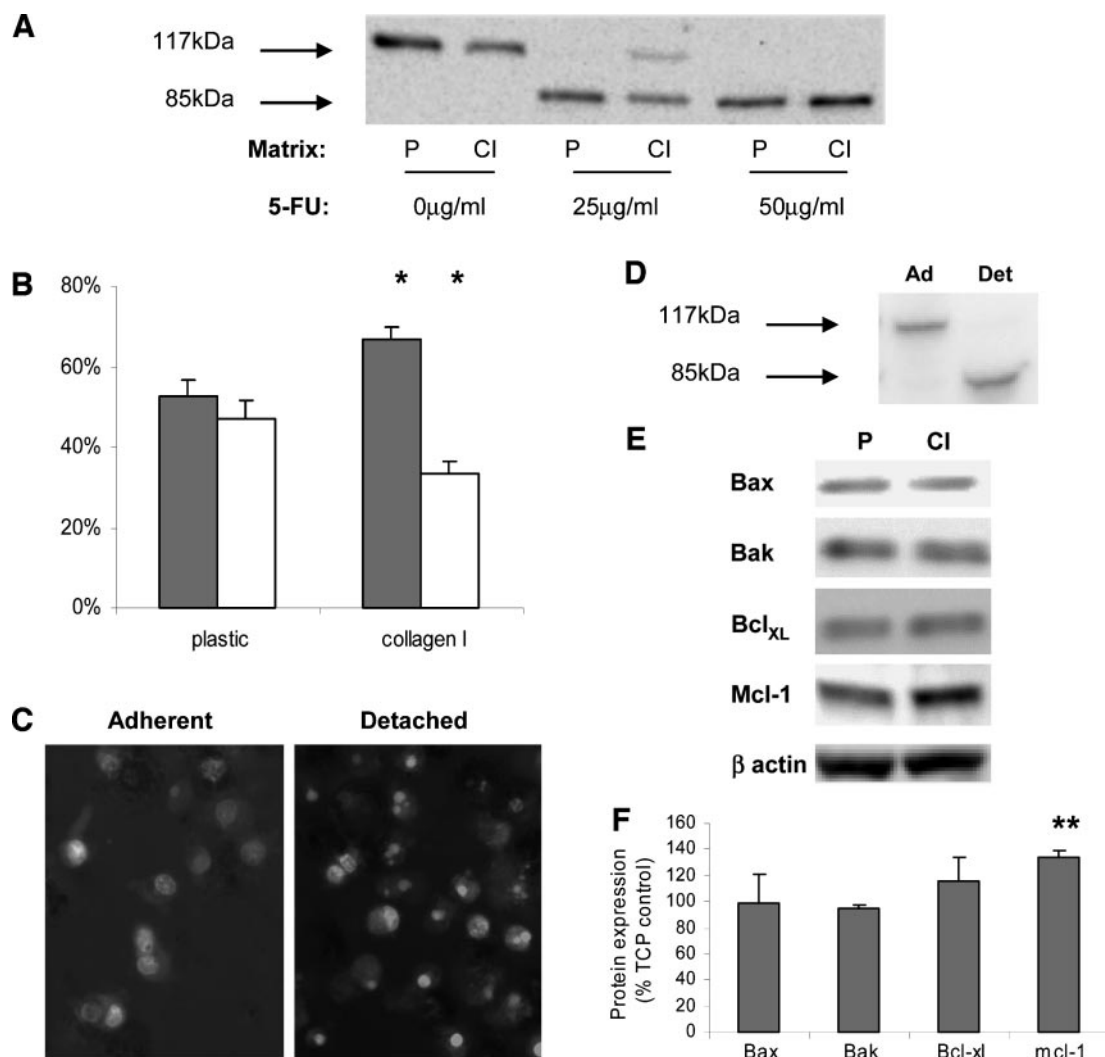 A
117kDa
85kDa
Matrix: P CI P CI P CI
5-FU: 0μg/ml 25μg/ml 50μg/ml
B
80%
60%
40%
20%
0%
* *
plastic collagen I
C
Adherent Detached
D
Ad Det
117kDa
85kDa
E
P CI
Bax
Bak
BclXL
Mcl-1
β actin
F
Protein expression
(% TCP control)
160
140
120
100
80
60
40
20
0
**
Bax Bak Bcl-xl mcl-1